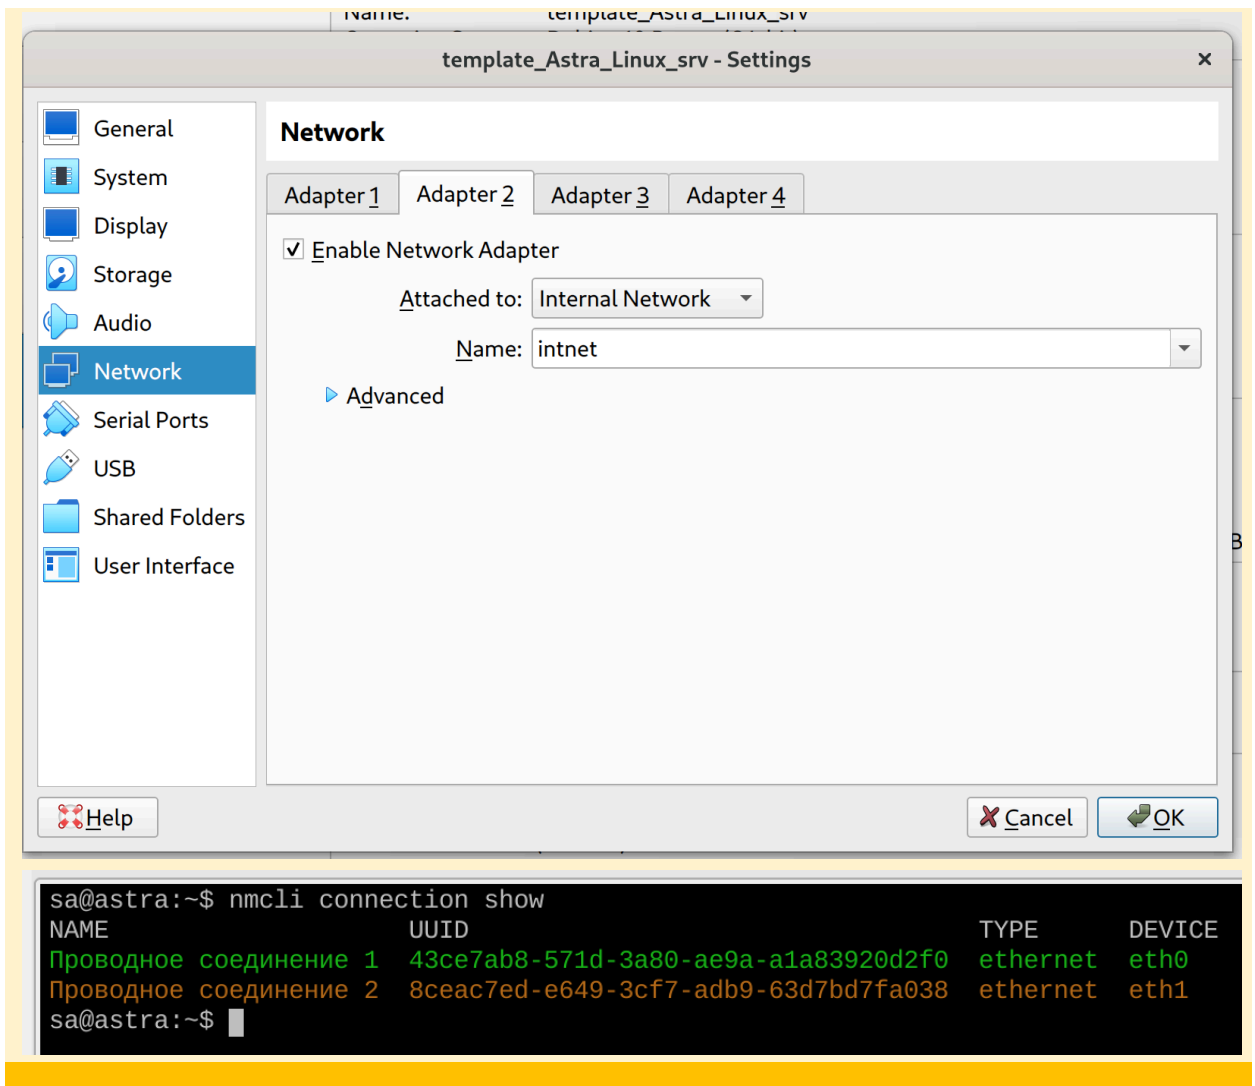 Name: template_Astra_Linux_srv
template_Astra_Linux_srv - Settings
General
System
Display
Storage
Audio
Network
Serial Ports
USB
Shared Folders
User Interface
Network
Adapter 1 Adapter 2 Adapter 3 Adapter 4
Enable Network Adapter
Attached to: Internal Network
Name: intnet
Advanced
Help Cancel OK
sa@astra:~$ nmcli connection show
NAME UUID TYPE DEVICE
Проводное соединение 1 43ce7ab8-571d-3a80-ae9a-a1a83920d2f0 ethernet eth0
Проводное соединение 2 8ceac7ed-e649-3cf7-adb9-63d7bd7fa038 ethernet eth1
sa@astra:~$